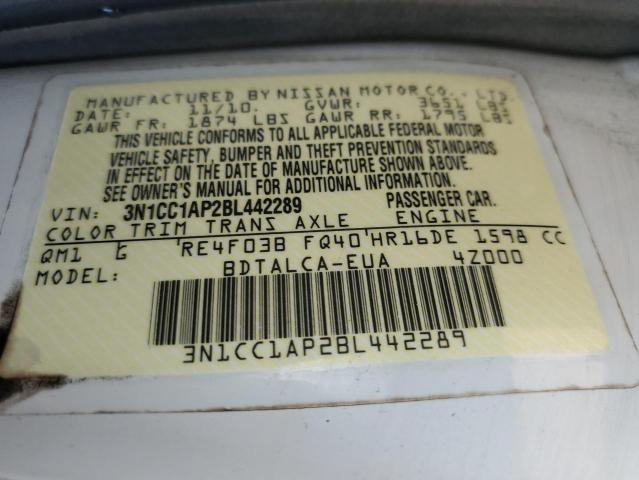 MANUFACTURED BY NISSAN MOTOR CO., LTD.
DATE: 11/10. GVWR: 3651 LBS
GAWR FR: 1874 LBS GAWR RR: 1795 LBS
THIS VEHICLE CONFORMS TO ALL APPLICABLE FEDERAL MOTOR
VEHICLE SAFETY, BUMPER AND THEFT PREVENTION STANDARDS
IN EFFECT ON THE DATE OF MANUFACTURE SHOWN ABOVE.
SEE OWNER'S MANUAL FOR ADDITIONAL INFORMATION.
VIN: 3N1CC1AP2BL442289 PASSENGER CAR.
COLOR TRIM TRANS AXLE ENGINE
QM1 G RE4F03B FQ40 HR16DE 1598 CC
MODEL: BDTALCA-EUA 4Z000
3N1CC1AP2BL442289